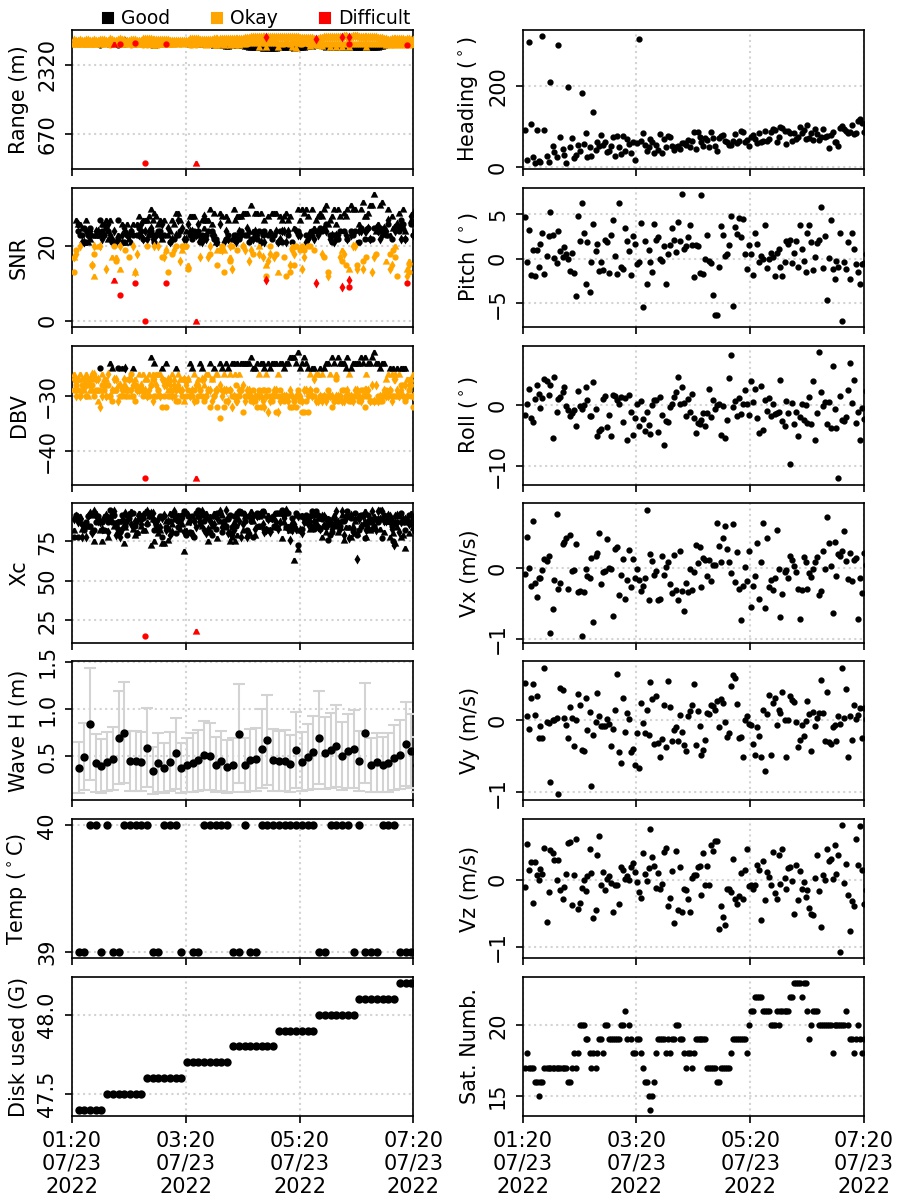 Good Okay Difficult
Range (m)
2320
670
Heading (°)
200
0
SNR
20
0
Pitch (°)
5
0
−5
DBV
−30
−40
Roll (°)
0
−10
Xc
75
50
25
Vx (m/s)
0
−1
Wave H (m)
1.5
1.0
0.5
Vy (m/s)
0
−1
Temp (°C)
40
39
Vz (m/s)
0
−1
Disk used (G)
48.0
47.5
Sat. Numb.
20
15
01:20 03:20 05:20 07:20 01:20 03:20 05:20 07:20
07/23 07/23 07/23 07/23 07/23 07/23 07/23 07/23
2022 2022 2022 2022 2022 2022 2022 2022